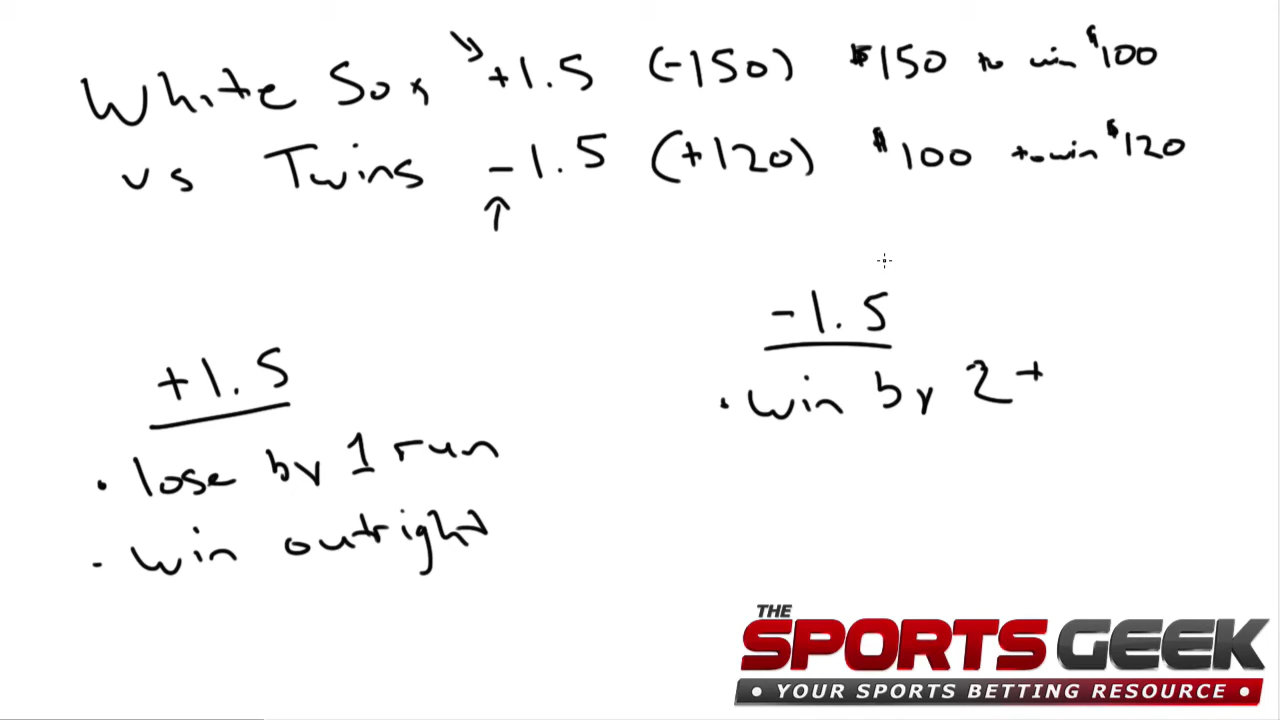 White Sox +1.5 (-150) $150 to win $100
vs Twins -1.5 (+120) $100 to win $120
-1.5
• win by 2+
+1.5
• lose by 1 run
• win outright
THE
SPORTS GEEK
• YOUR SPORTS BETTING RESOURCE •